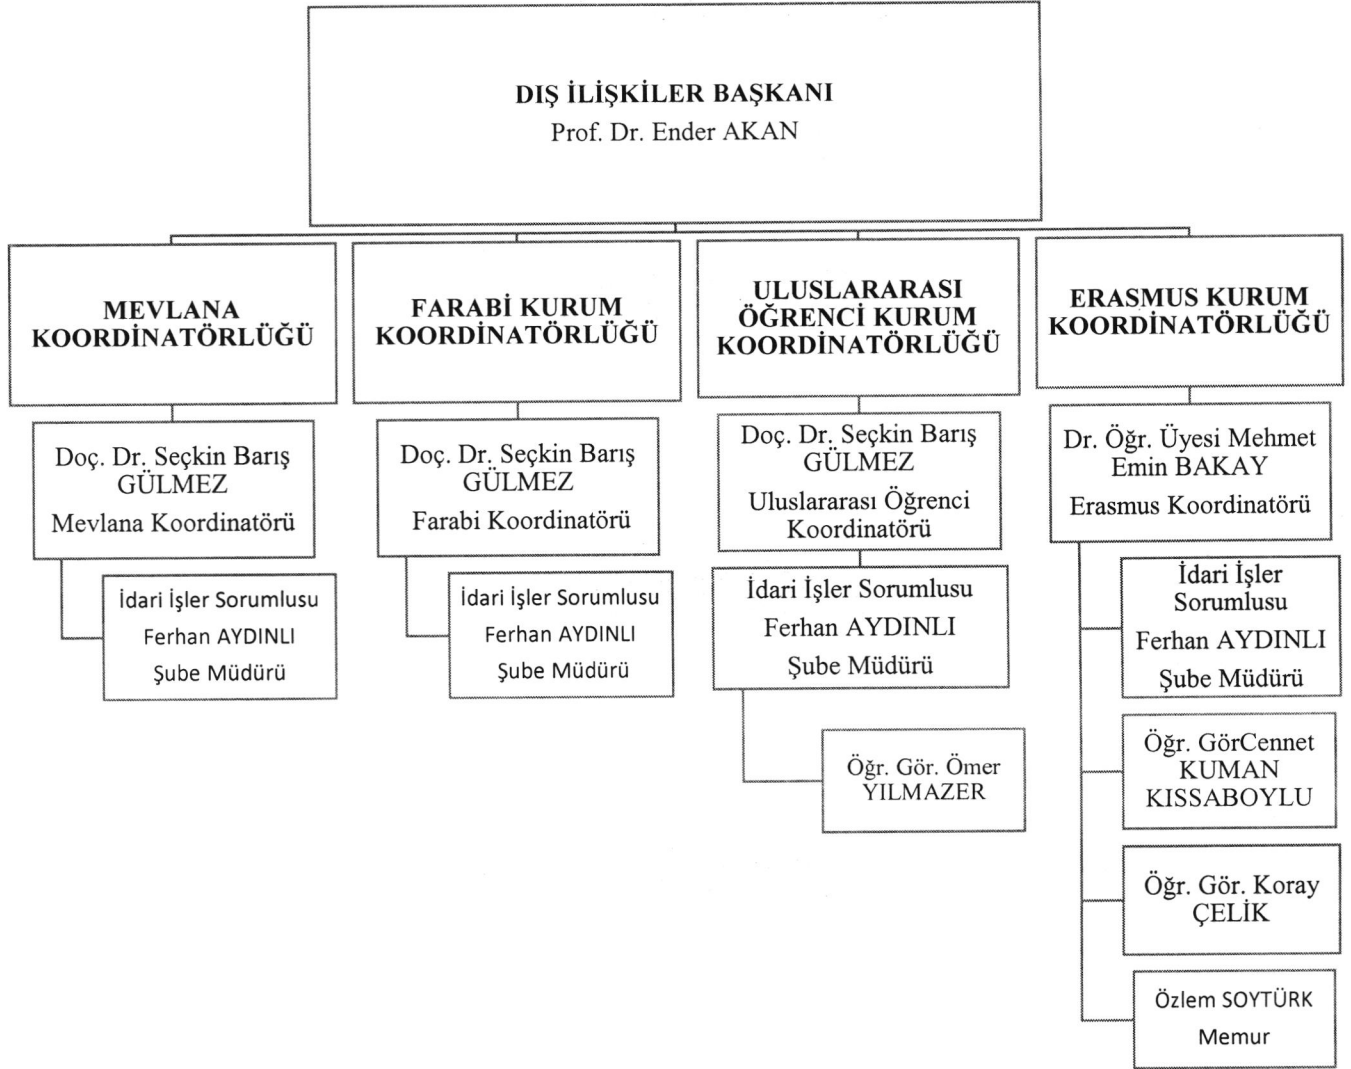 DIŞ İLİŞKİLER BAŞKANI
Prof. Dr. Ender AKAN
MEVLANA
KOORDİNATÖRLÜĞÜ
FARABİ KURUM
KOORDİNATÖRLÜĞÜ
ULUSLARARASI
ÖĞRENCİ KURUM
KOORDİNATÖRLÜĞÜ
ERASMUS KURUM
KOORDİNATÖRLÜĞÜ
Doç. Dr. Seçkin Barış
GÜLMEZ
Mevlana Koordinatörü
Doç. Dr. Seçkin Barış
GÜLMEZ
Farabi Koordinatörü
Doç. Dr. Seçkin Barış
GÜLMEZ
Uluslararası Öğrenci
Koordinatörü
Dr. Öğr. Üyesi Mehmet
Emin BAKAY
Erasmus Koordinatörü
İdari İşler Sorumlusu
Ferhan AYDINLI
Şube Müdürü
İdari İşler Sorumlusu
Ferhan AYDINLI
Şube Müdürü
İdari İşler Sorumlusu
Ferhan AYDINLI
Şube Müdürü
İdari İşler
Sorumlusu
Ferhan AYDINLI
Şube Müdürü
Öğr. Gör. Ömer
YILMAZER
Öğr. GörCennet
KUMAN
KISSABOYLU
Öğr. Gör. Koray
ÇELİK
Özlem SOYTÜRK
Memur